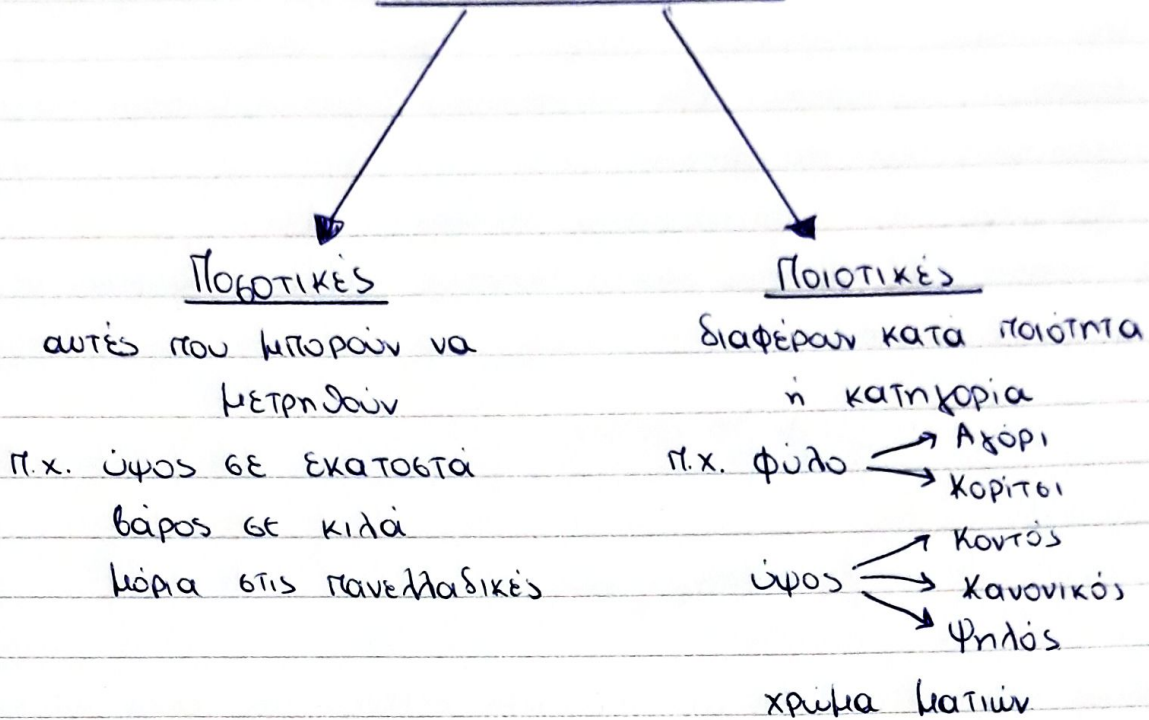 Ποσοτικές
αυτές που μπορούν να
μετρηθούν
π.χ. ύψος σε εκατοστά
βάρος σε κιλά
μόρια στις πανελλαδικές
Ποιοτικές
διαφέρουν κατά ποιότητα
ή κατηγορία
π.χ. φύλο
Αγόρι
Κορίτσι
ύψος
Κοντός
Κανονικός
Ψηλός
χρώμα ματιών